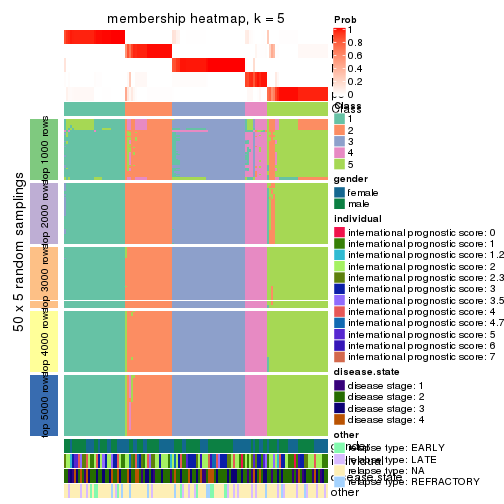 membership heatmap, k = 5
50 x 5 random samplings
top 1000 rows
top 2000 rows
top 3000 rows
top 4000 rows
top 5000 rows
Prob
1
0.8
0.6
0.4
0.2
0
Class
Class
1
2
3
4
5
gender
female
male
individual
international prognostic score: 0
international prognostic score: 1
international prognostic score: 1.2
international prognostic score: 2
international prognostic score: 2.3
international prognostic score: 3
international prognostic score: 3.5
international prognostic score: 4
international prognostic score: 4.7
international prognostic score: 5
international prognostic score: 6
international prognostic score: 7
disease.state
disease stage: 1
disease stage: 2
disease stage: 3
disease stage: 4
other
relapse type: EARLY
relapse type: LATE
relapse type: NA
relapse type: REFRACTORY
gender
individual
disease.state
other